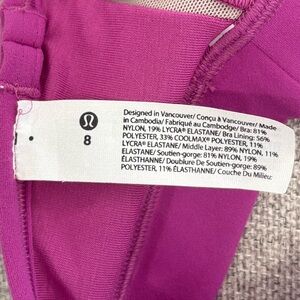 8
Designed in Vancouver/ Conçu à Vancouver/ Made
in Cambodia/ Fabriqué au Cambodge/ Bra: 81%
NYLON, 19% LYCRA® ELASTANE/ Bra Lining: 56%
POLYESTER, 33% COOLMAX® POLYESTER, 11%
LYCRA® ELASTANE/ Middle Layer: 89% NYLON, 11%
ELASTANE/ Soutien-gorge: 81% NYLON, 19%
ÉLASTHANNE/ Doublure De Soutien-gorge: 89%
POLYESTER, 11% ÉLASTHANNE/ Couche Du Milieu: